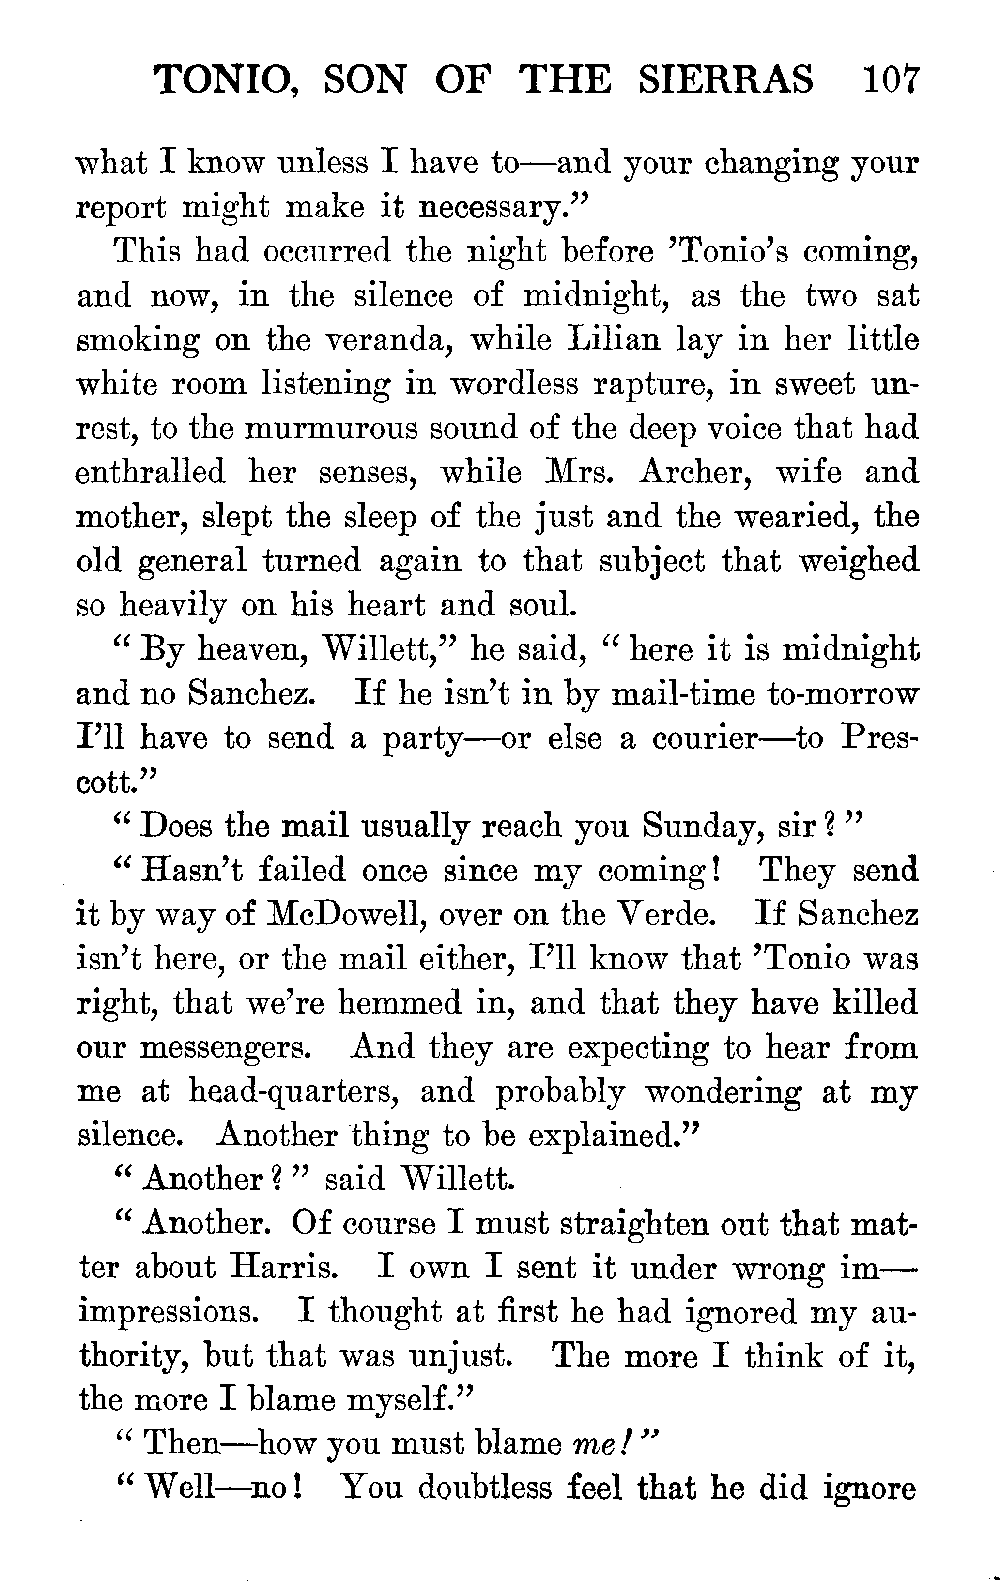 TONIO, SON OF THE SIERRAS 107
what I know unless I have to—and your changing your
report might make it necessary.”
This had occurred the night before ’Tonio’s coming,
and now, in the silence of midnight, as the two sat
smoking on the veranda, while Lilian lay in her little
white room listening in wordless rapture, in sweet un-
rest, to the murmurous sound of the deep voice that had
enthralled her senses, while Mrs. Archer, wife and
mother, slept the sleep of the just and the wearied, the
old general turned again to that subject that weighed
so heavily on his heart and soul.
“ By heaven, Willett,” he said, “ here it is midnight
and no Sanchez. If he isn’t in by mail-time to-morrow
I’ll have to send a party—or else a courier—to Pres-
cott.”
“ Does the mail usually reach you Sunday, sir? ”
“ Hasn’t failed once since my coming! They send
it by way of McDowell, over on the Verde. If Sanchez
isn’t here, or the mail either, I’ll know that ’Tonio was
right, that we’re hemmed in, and that they have killed
our messengers. And they are expecting to hear from
me at head-quarters, and probably wondering at my
silence. Another thing to be explained.”
“ Another? ” said Willett.
“ Another. Of course I must straighten out that mat-
ter about Harris. I own I sent it under wrong im—
impressions. I thought at first he had ignored my au-
thority, but that was unjust. The more I think of it,
the more I blame myself.”
“ Then—how you must blame me! ”
“ Well—no! You doubtless feel that he did ignore